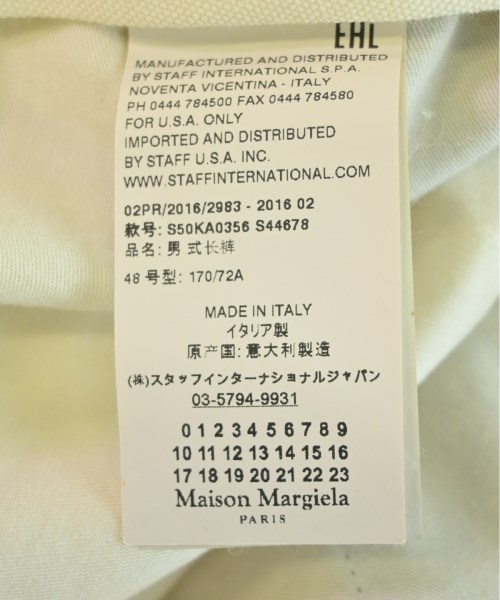 EHL
MANUFACTURED AND DISTRIBUTED
BY STAFF INTERNATIONAL S.P.A.
NOVENTA VICENTINA - ITALY
PH 0444 784500 FAX 0444 784580
FOR U.S.A. ONLY
IMPORTED AND DISTRIBUTED
BY STAFF U.S.A. INC.
WWW.STAFFINTERNATIONAL.COM
02PR/2016/2983 - 2016 02
款号: S50KA0356 S44678
品名: 男式长裤
48 号型: 170/72A
MADE IN ITALY
イタリア製
原产国: 意大利製造
(株)スタッフインターナショナルジャパン
03-5794-9931
0 1 2 3 4 5 6 7 8 9
10 11 12 13 14 15 16
17 18 19 20 21 22 23
Maison Margiela
PARIS